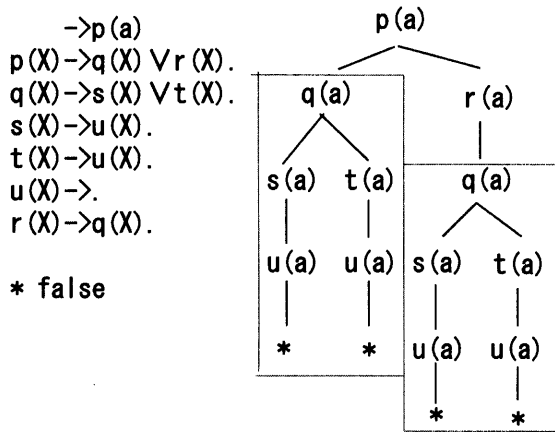 ->p(a)
p(X)->q(X)∨r(X).
q(X)->s(X)∨t(X).
s(X)->u(X).
t(X)->u(X).
u(X)->.
r(X)->q(X).
* false
p(a)
q(a) r(a)
s(a) t(a) q(a)
u(a) u(a) s(a) t(a)
* * u(a) u(a)
* *